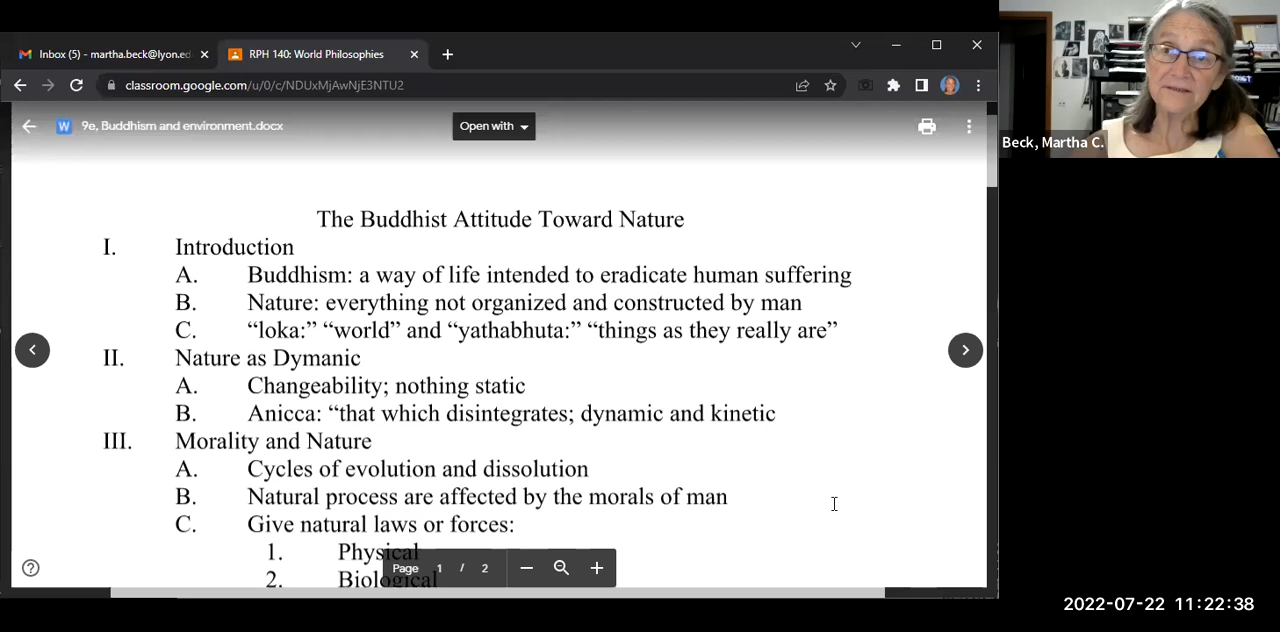 Inbox (5) - martha.beck@lyon.ed
RPH 140: World Philosophies
classroom.google.com/u/0/c/NDUxMjAwNjE3NTU2
9e, Buddhism and environment.docx
Open with
Beck, Martha C.
The Buddhist Attitude Toward Nature
I. Introduction
A. Buddhism: a way of life intended to eradicate human suffering
B. Nature: everything not organized and constructed by man
C. “loka:” “world” and “yathabhuta:” “things as they really are”
II. Nature as Dymanic
A. Changeability; nothing static
B. Anicca: “that which disintegrates; dynamic and kinetic
III. Morality and Nature
A. Cycles of evolution and dissolution
B. Natural process are affected by the morals of man
C. Give natural laws or forces:
1. Physical
2. Biological
Page 1 / 2
2022-07-22 11:22:38